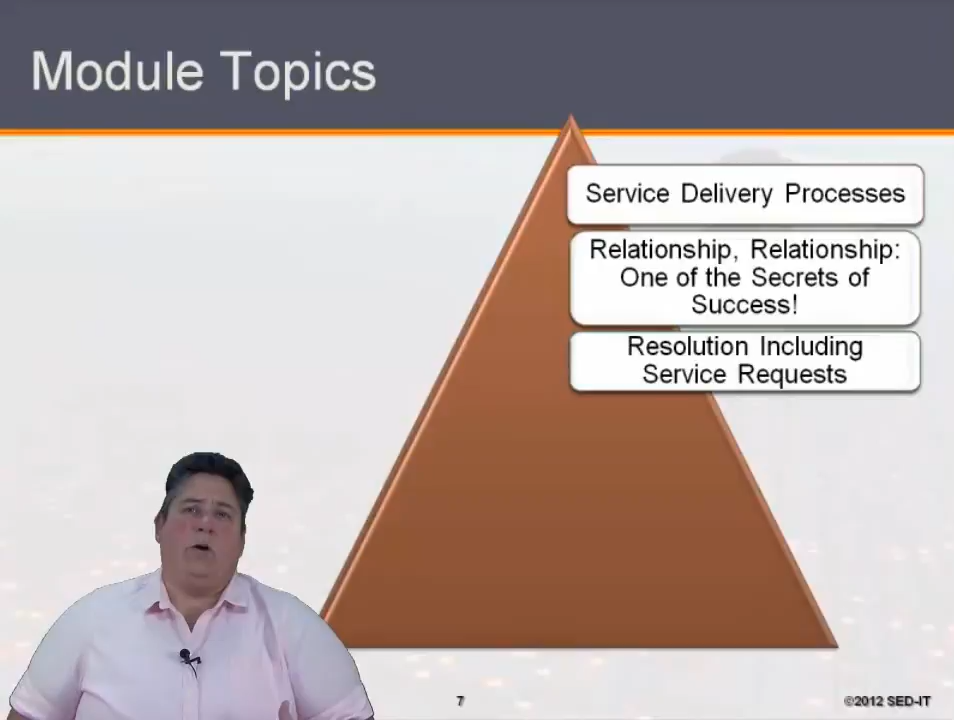 Module Topics
Service Delivery Processes
Relationship, Relationship:
One of the Secrets of
Success!
Resolution Including
Service Requests
7
©2012 SED-IT